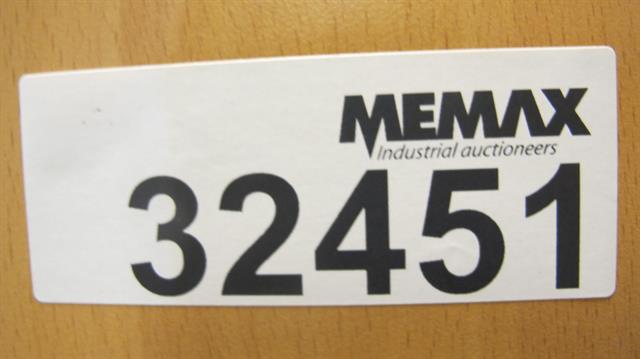 MEMAX
Industrial auctioneers
32451